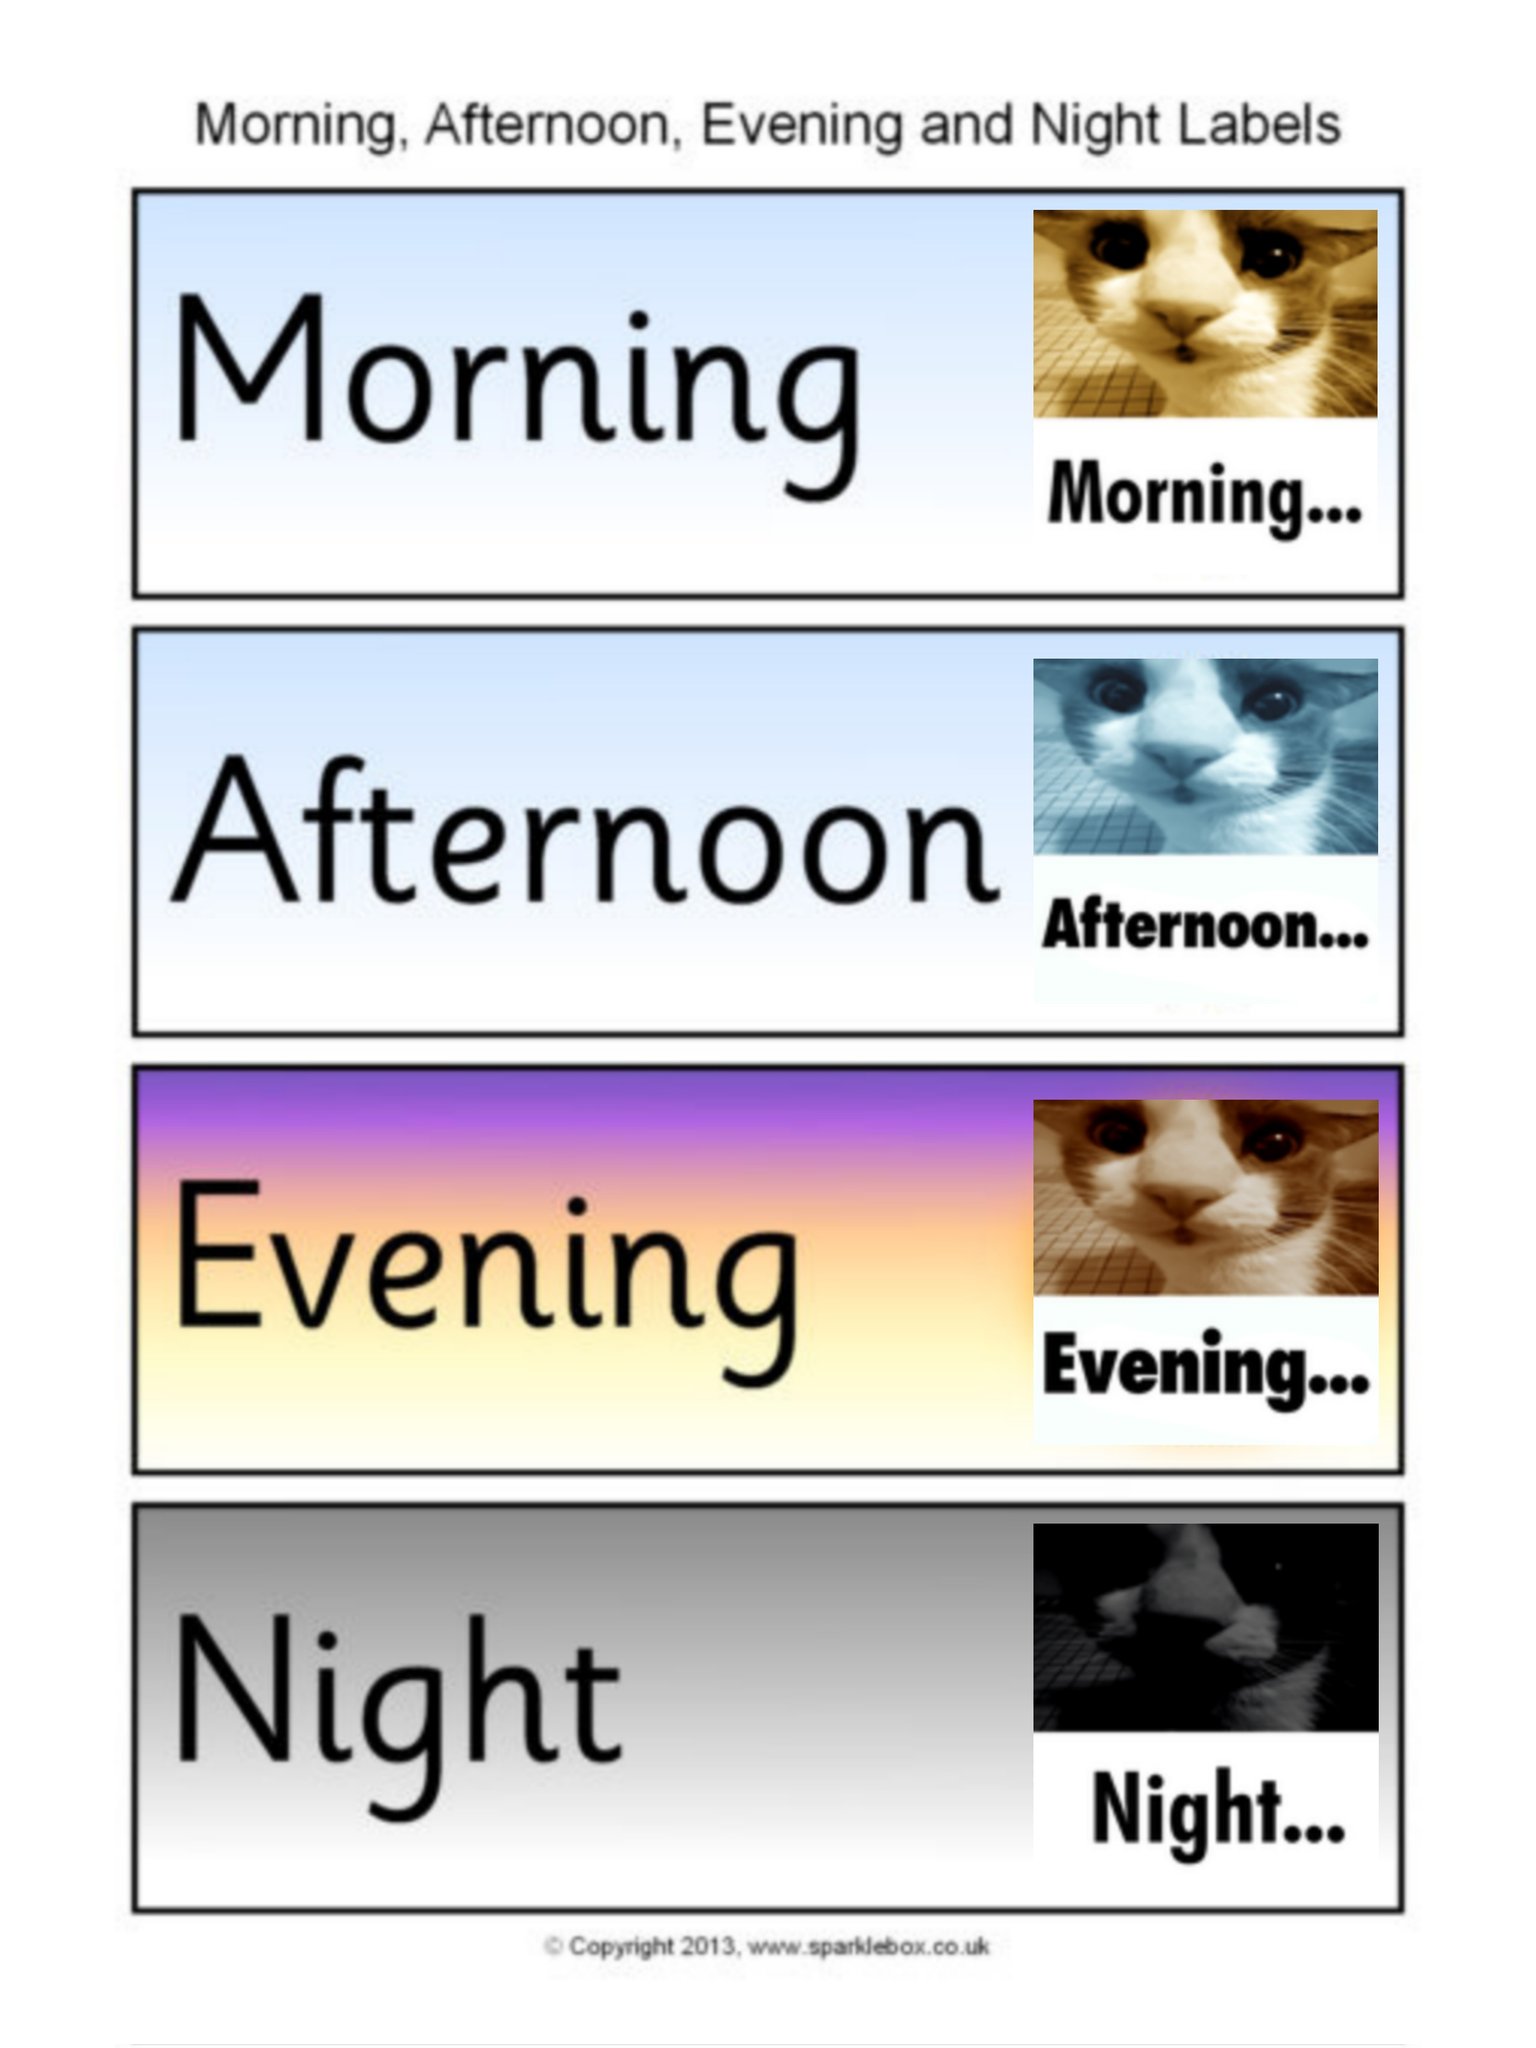 Morning, Afternoon, Evening and Night Labels
Morning
Morning...
Afternoon
Afternoon...
Evening
Evening...
Night
Night...
© Copyright 2013, www.sparklebox.co.uk